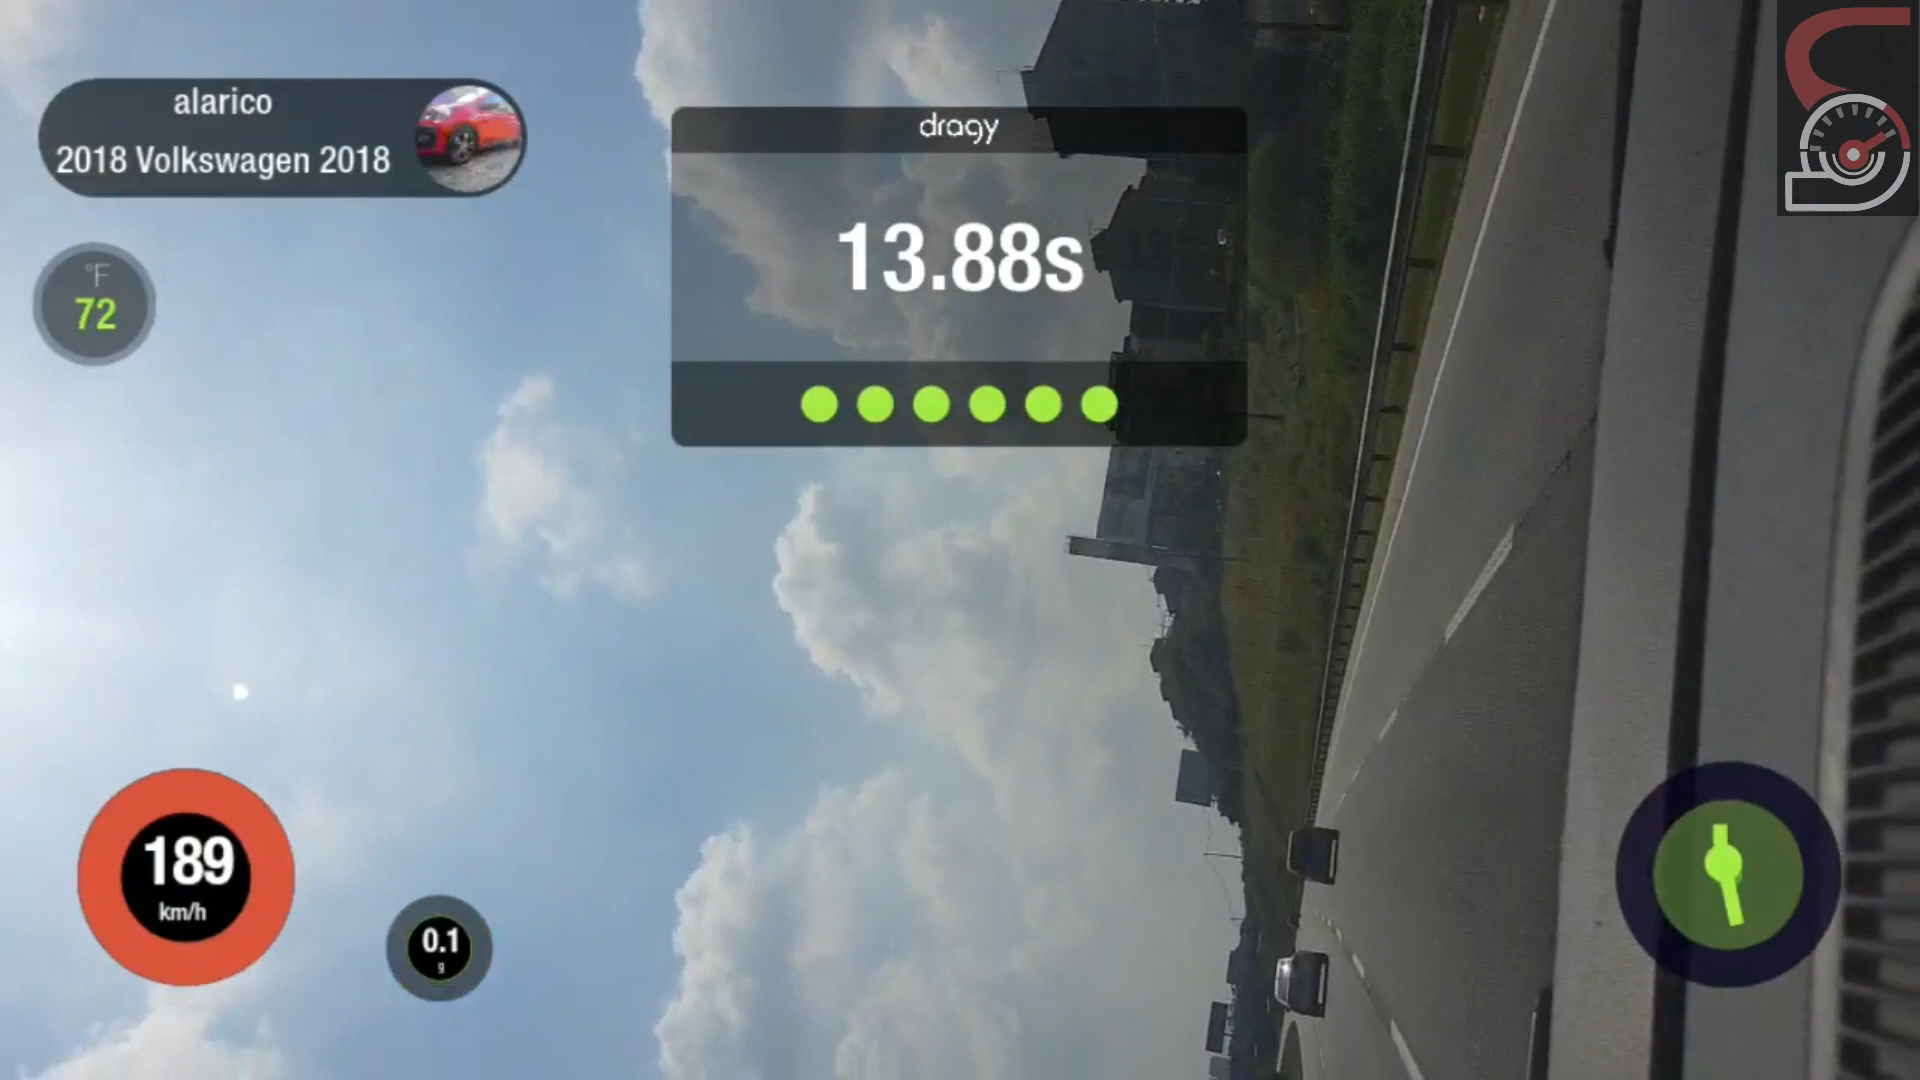 alarico
2018 Volkswagen 2018
dragy
°F
72
13.88s
189
km/h
0.1
g